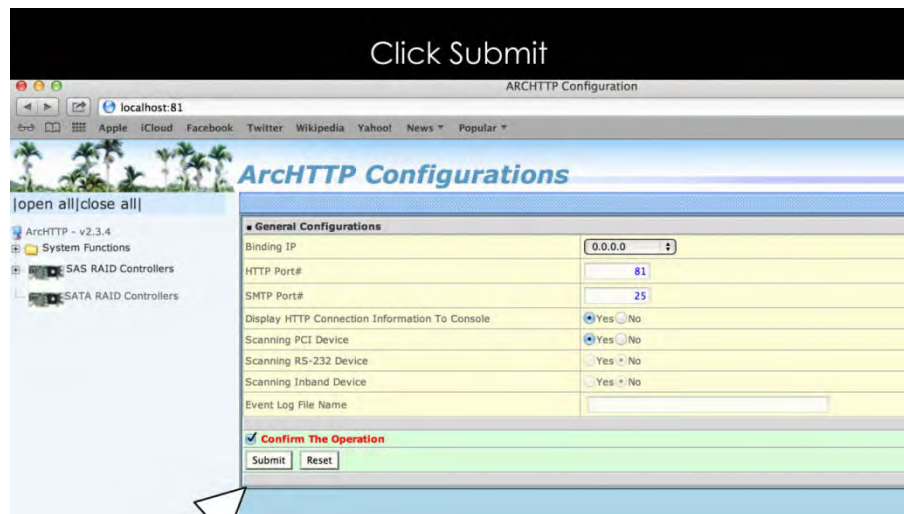 Click Submit
ARCHTTP Configuration
localhost:81
Apple iCloud Facebook Twitter Wikipedia Yahoo! News Popular
ArcHTTP Configurations
|open all|close all|
ArcHTTP - v2.3.4
System Functions
SAS RAID Controllers
SATA RAID Controllers
General Configurations
Binding IP 0.0.0.0
HTTP Port# 81
SMTP Port# 25
Display HTTP Connection Information To Console Yes No
Scanning PCI Device Yes No
Scanning RS-232 Device Yes No
Scanning Inband Device Yes No
Event Log File Name
Confirm The Operation
Submit Reset